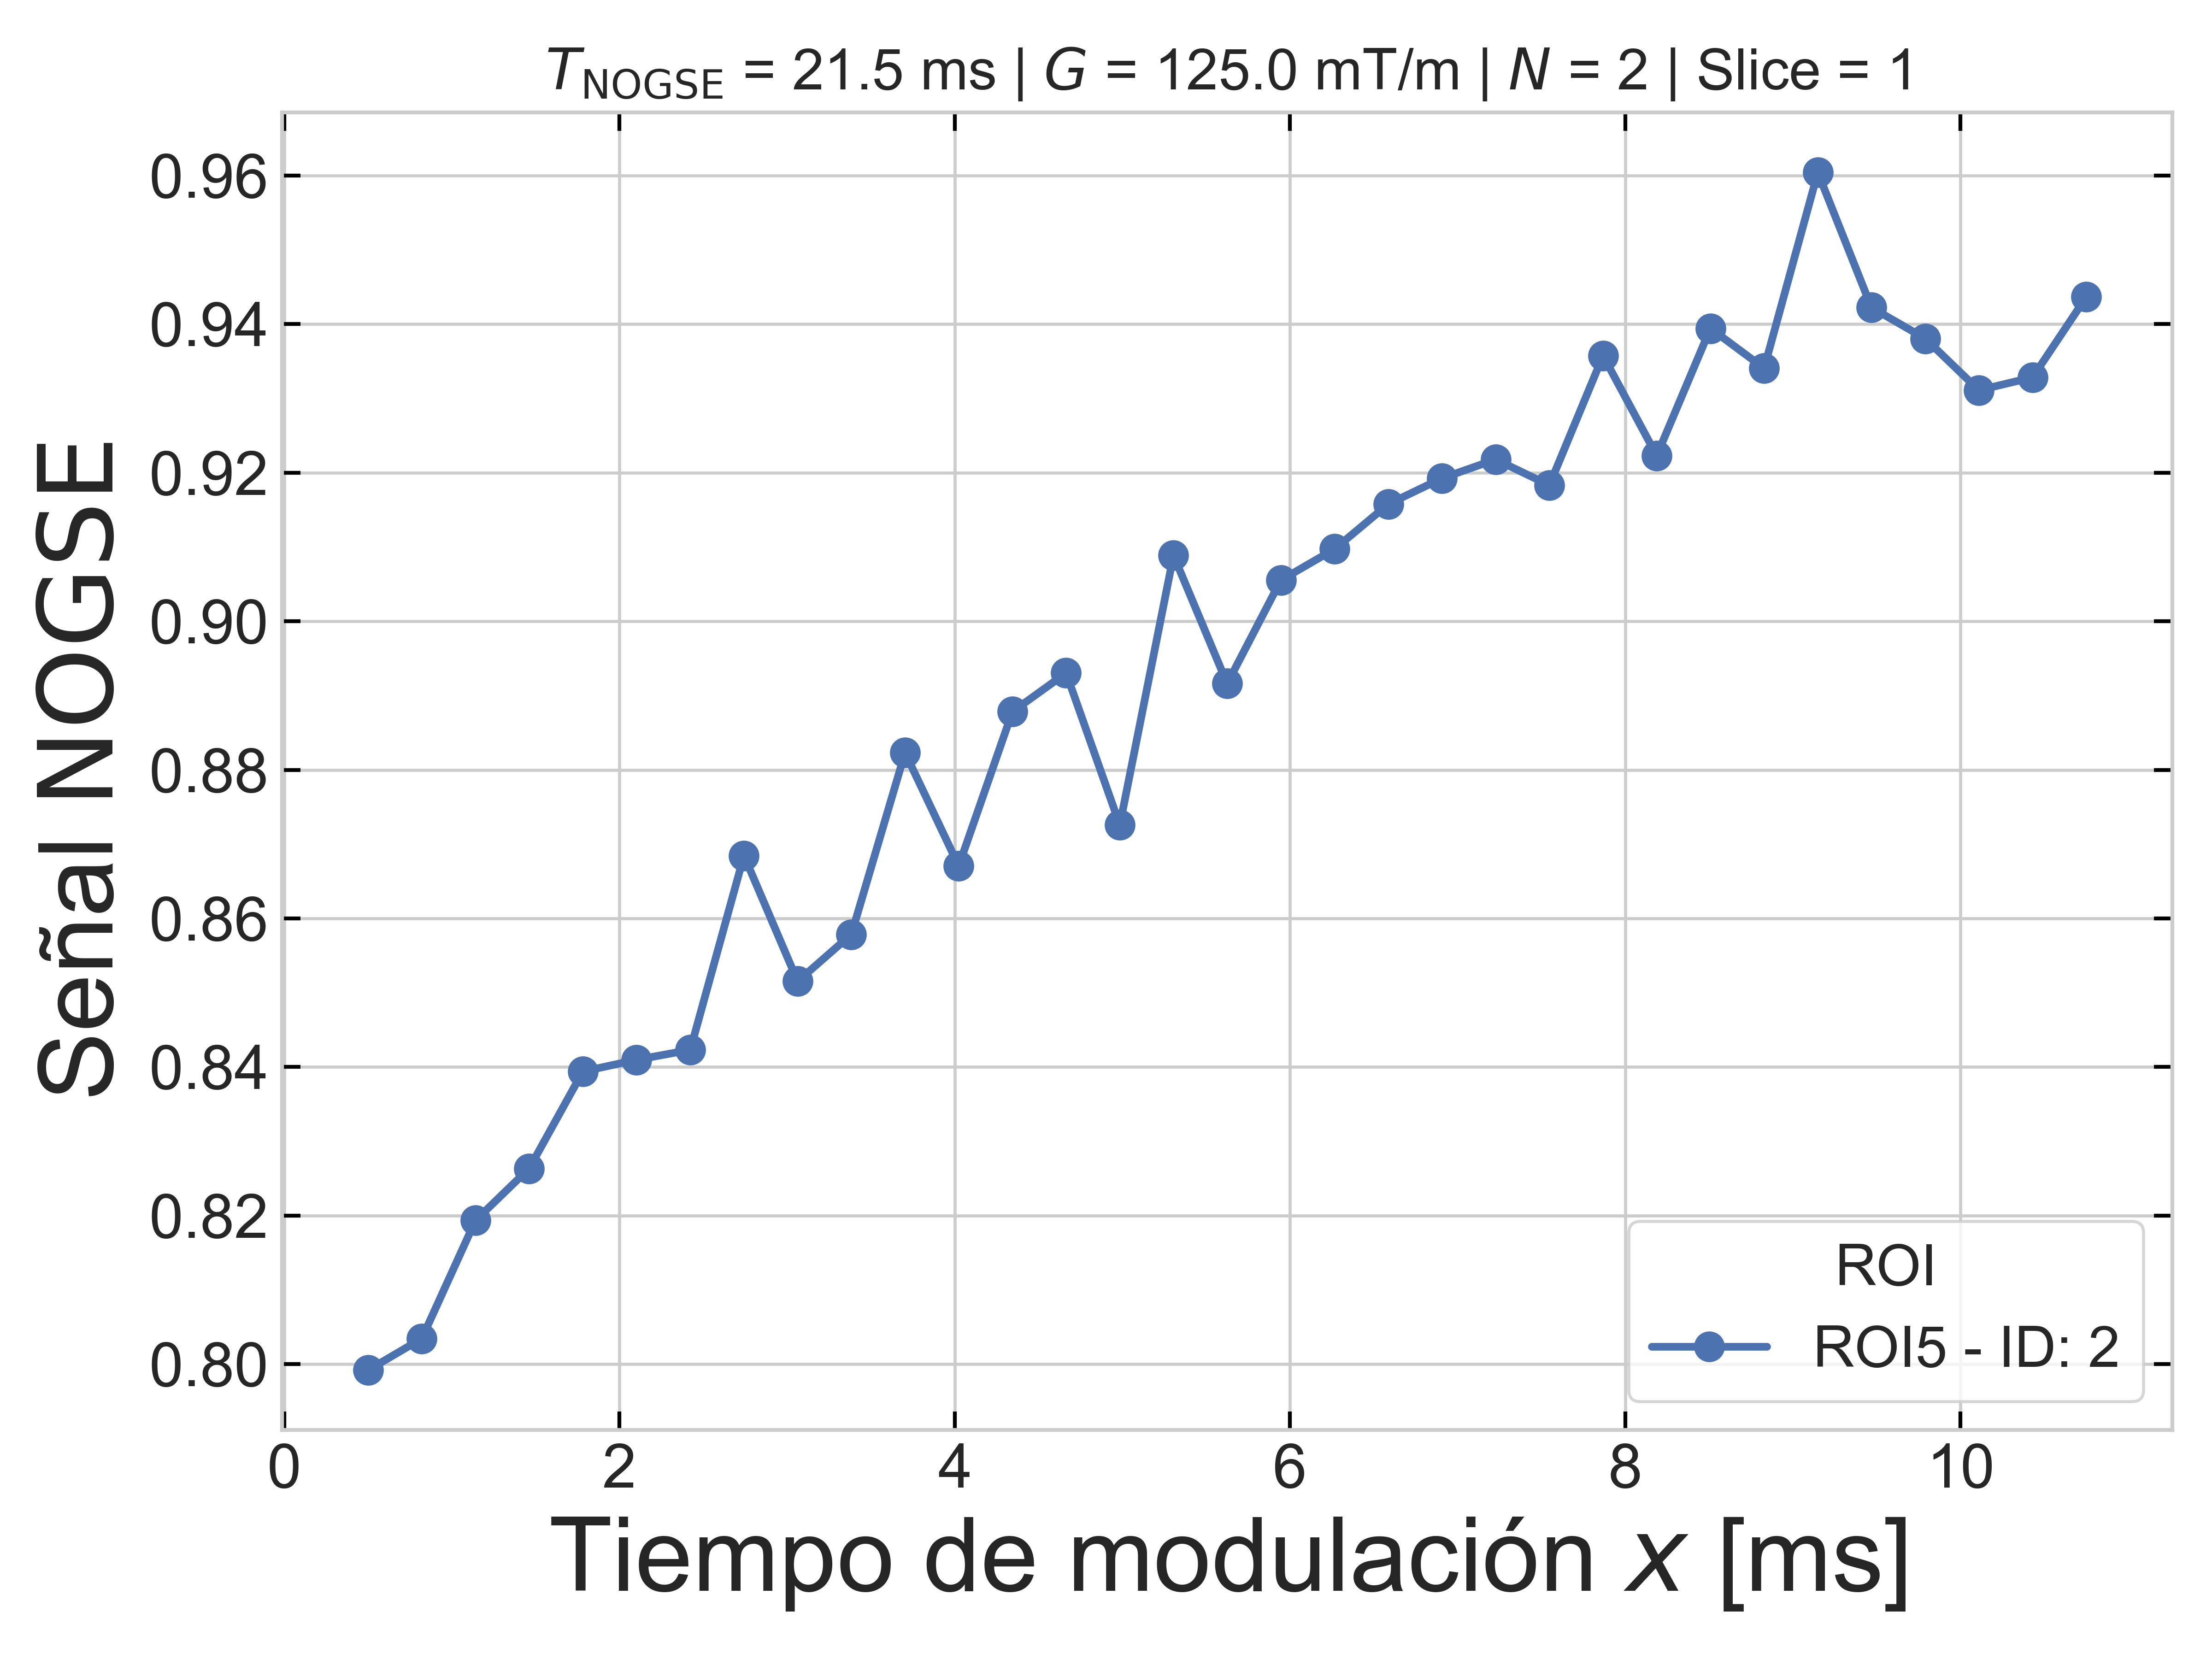 T_NOGSE = 21.5 ms | G = 125.0 mT/m | N = 2 | Slice = 1
Señal NOGSE
0.96
0.94
0.92
0.90
0.88
0.86
0.84
0.82
0.80
ROI
ROI5 - ID: 2
0 2 4 6 8 10
Tiempo de modulación x [ms]